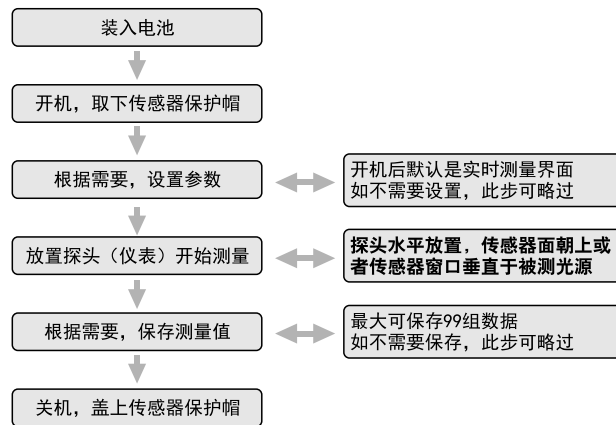 装入电池
开机，取下传感器保护帽
根据需要，设置参数
开机后默认是实时测量界面
如不需要设置，此步可略过
放置探头（仪表）开始测量
探头水平放置，传感器面朝上或
者传感器窗口垂直于被测光源
根据需要，保存测量值
最大可保存99组数据
如不需要保存，此步可略过
关机，盖上传感器保护帽